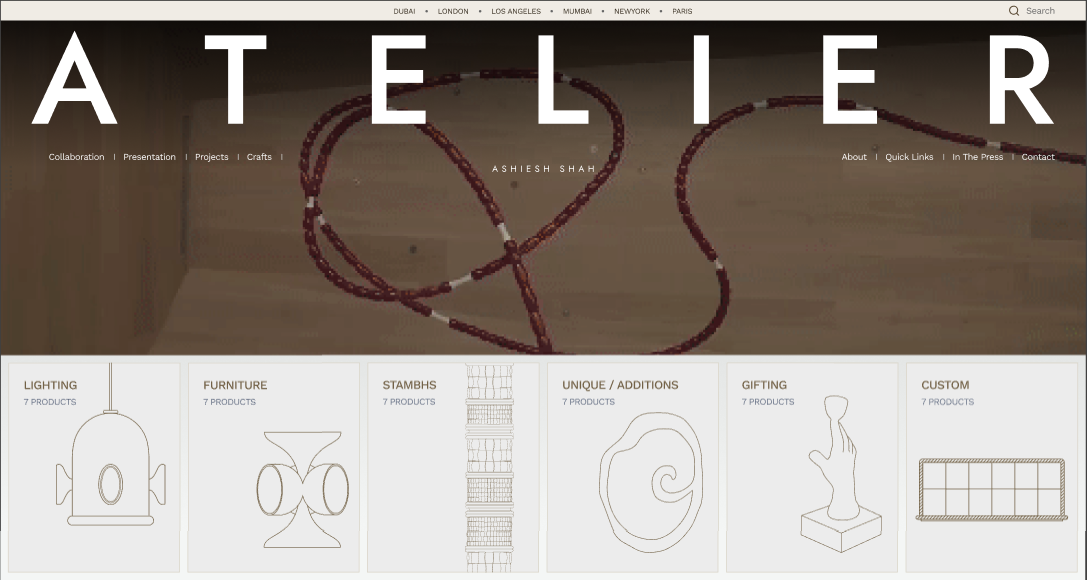 DUBAI • LONDON • LOS ANGELES • MUMBAI • NEWYORK • PARIS
Search
ATELIER
Collaboration | Presentation | Projects | Crafts |
About | Quick Links | In The Press | Contact
ASHIESH SHAH
LIGHTING
7 PRODUCTS
FURNITURE
7 PRODUCTS
STAMBHS
7 PRODUCTS
UNIQUE / ADDITIONS
7 PRODUCTS
GIFTING
7 PRODUCTS
CUSTOM
7 PRODUCTS